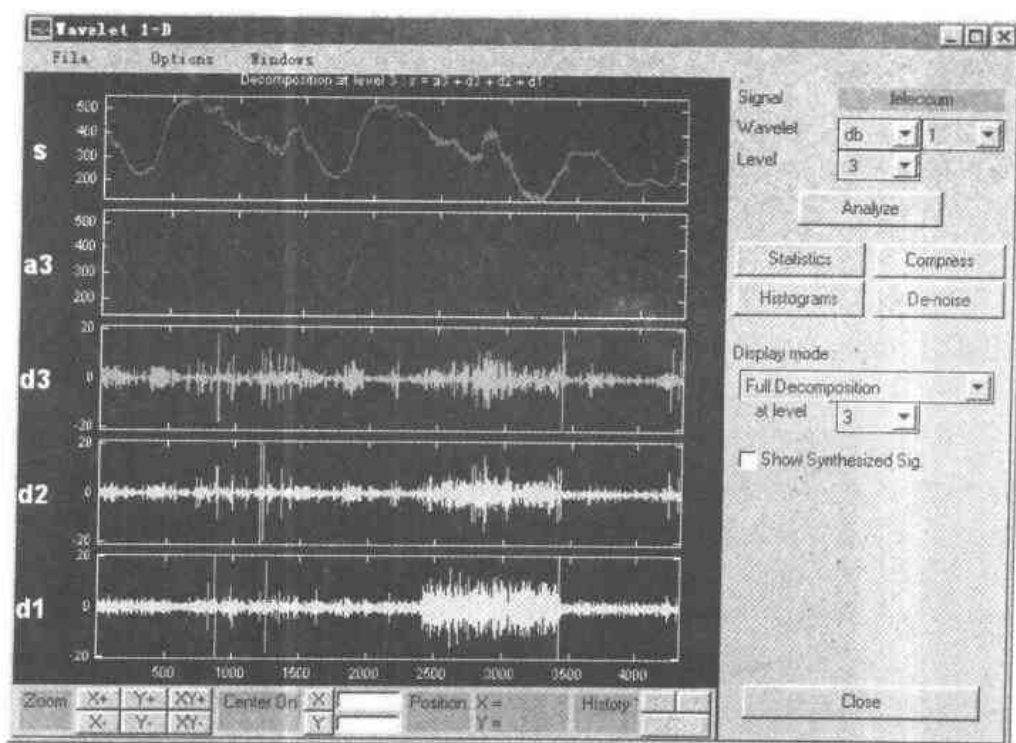 Wavelet 1-D
File Options Windows
Decomposition at level 3 : s = a3 + d3 + d2 + d1
s
500
400
300
200
a3
500
400
300
200
d3
20
0
-20
d2
20
0
-20
d1
20
0
-20
500 1000 1500 2000 2500 3000 3500 4000
Signal leleccum
Wavelet db 1
Level 3
Analyze
Statistics Compress
Histograms De-noise
Display mode
Full Decomposition
at level 3
Show Synthesized Sig.
Zoom X+ Y+ XY+ Center On X Position X = History
X- Y- XY- Y Y =
Close